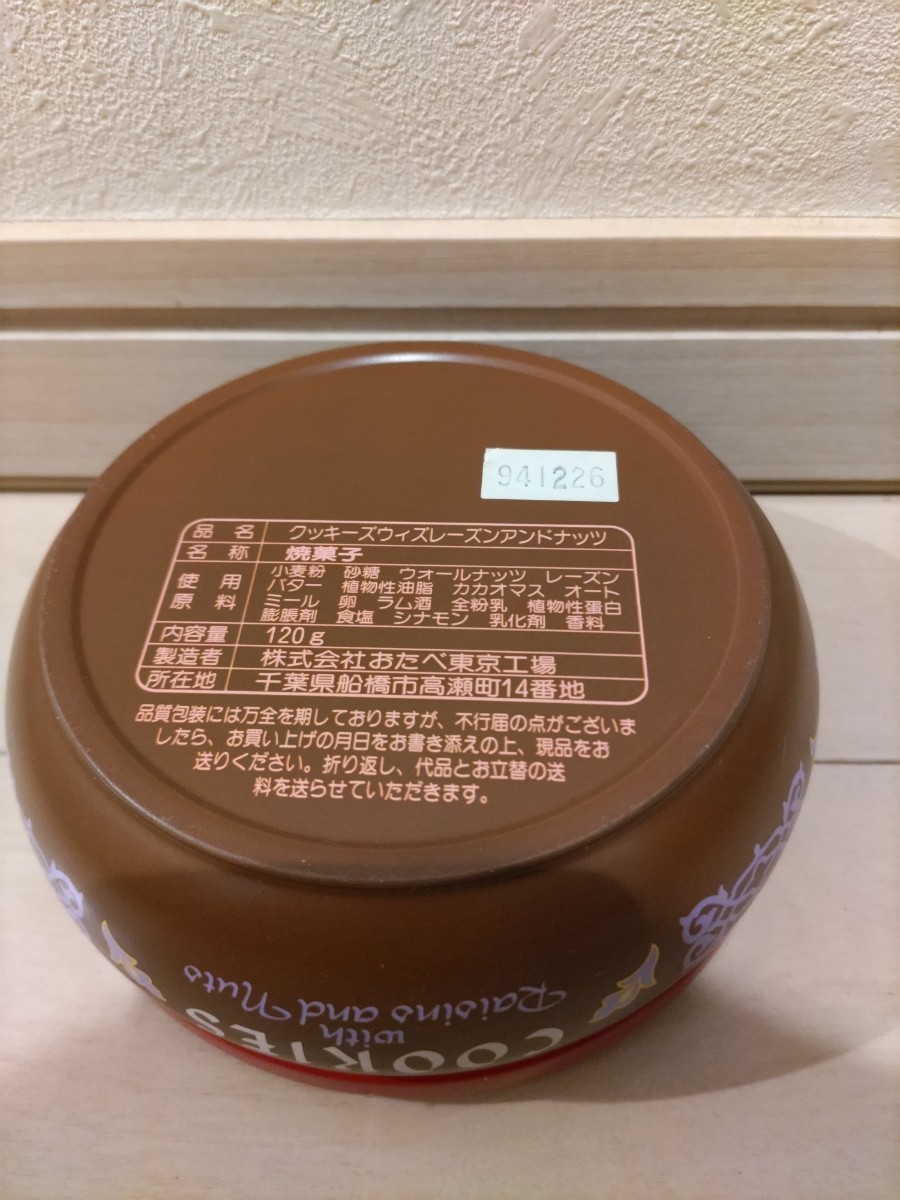 941226
品名 クッキーズウィズレーズンアンドナッツ
名称 焼菓子
使用原料 小麦粉 砂糖 ウォールナッツ レーズン
バター 植物性油脂 カカオマス オート
ミール 卵 ラム酒 全粉乳 植物性蛋白
膨脹剤 食塩 シナモン 乳化剤 香料
内容量 120g
製造者 株式会社おたべ東京工場
所在地 千葉県船橋市高瀬町14番地
品質包装には万全を期しておりますが、不行届の点がございま
したら、お買い上げの月日をお書き添えの上、現品をお
送りください。折り返し、代品とお立替の送
料を送らせていただきます。
COOKIES
with
Raisins and Nuts